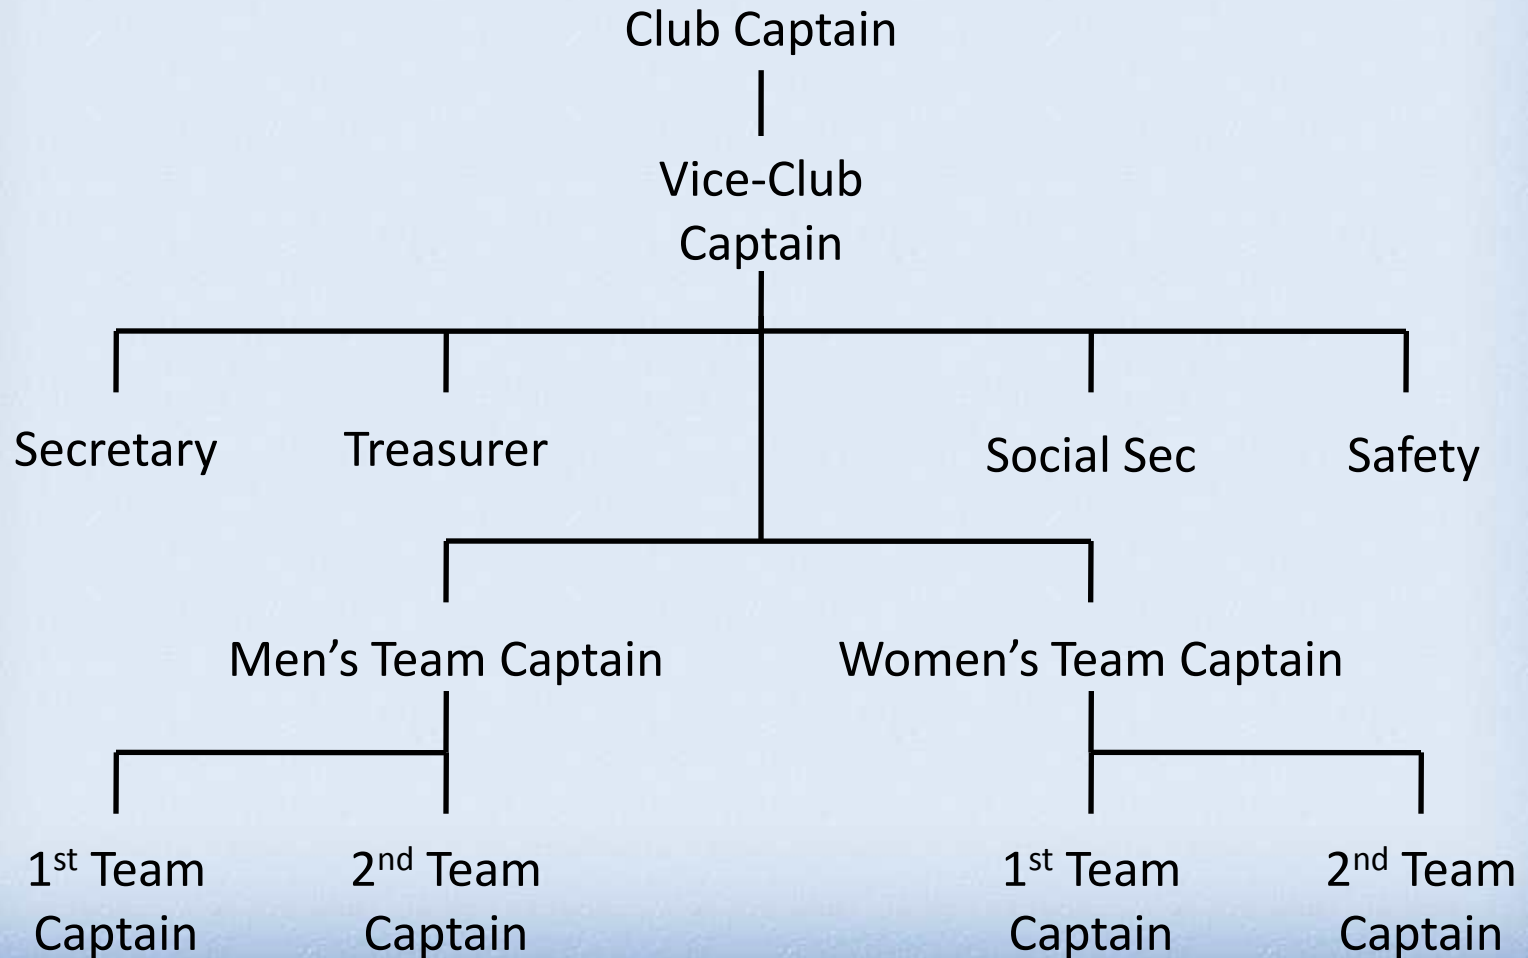 Club Captain
Vice-Club
Captain
Secretary
Treasurer
Social Sec
Safety
Men’s Team Captain
Women’s Team Captain
1st Team
Captain
2nd Team
Captain
1st Team
Captain
2nd Team
Captain